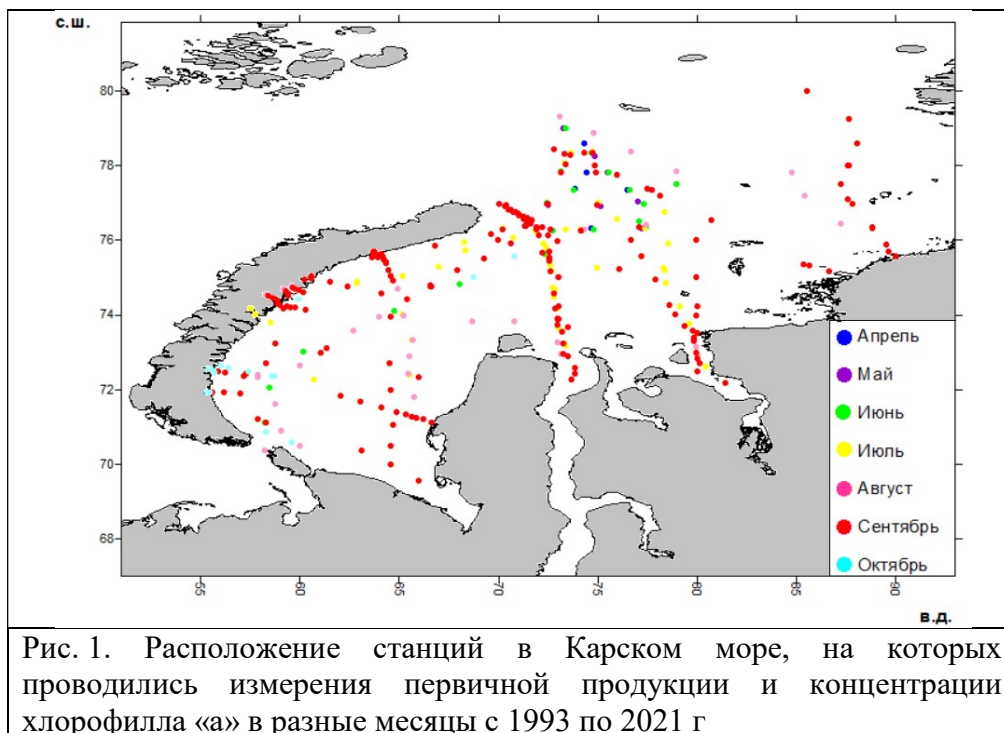 с.ш.
80
78
76
74
72
70
68
55
60
65
70
75
80
85
90
в.д.
Апрель
Май
Июнь
Июль
Август
Сентябрь
Октябрь
Рис. 1. Расположение станций в Карском море, на которых
проводились измерения первичной продукции и концентрации
хлорофилла «а» в разные месяцы с 1993 по 2021 г